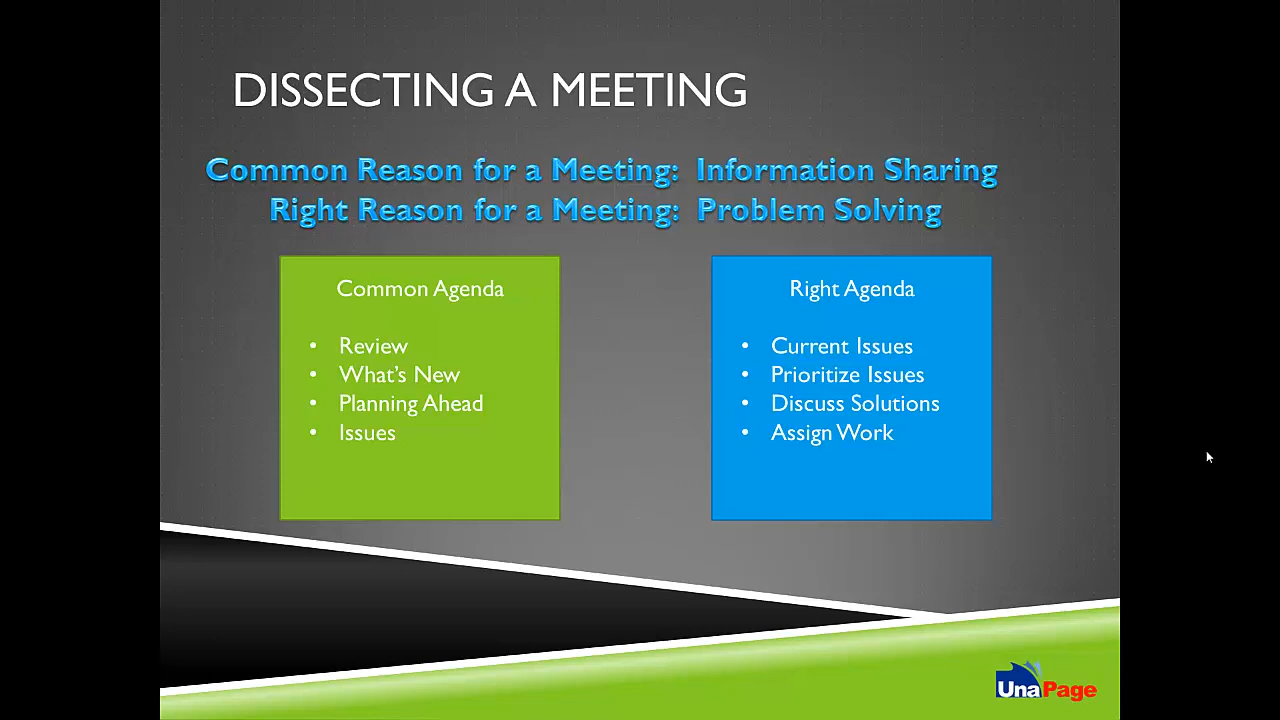 DISSECTING A MEETING
Common Reason for a Meeting: Information Sharing
Right Reason for a Meeting: Problem Solving
Common Agenda
• Review
• What's New
• Planning Ahead
• Issues
Right Agenda
• Current Issues
• Prioritize Issues
• Discuss Solutions
• Assign Work
UnaPage